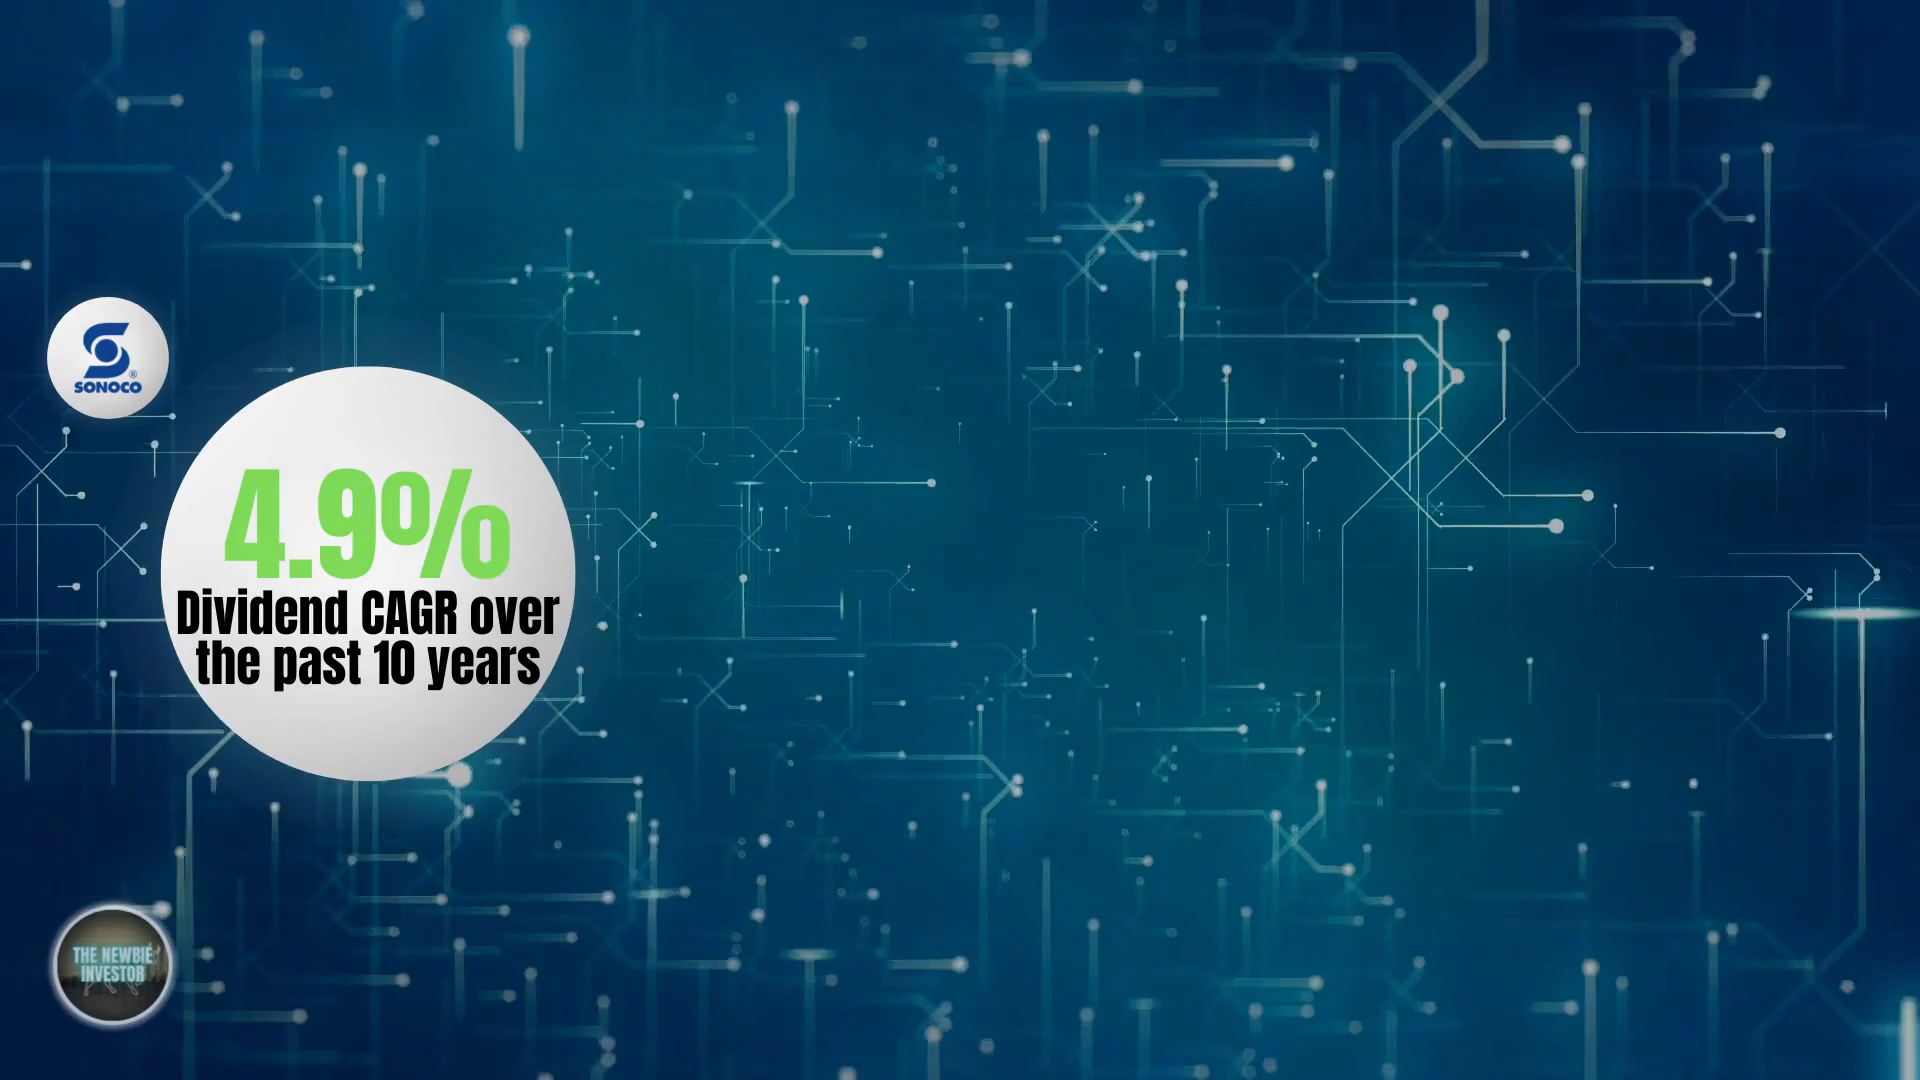 SONOCO
®
4.9%
Dividend CAGR over
the past 10 years
THE NEWBIE
INVESTOR